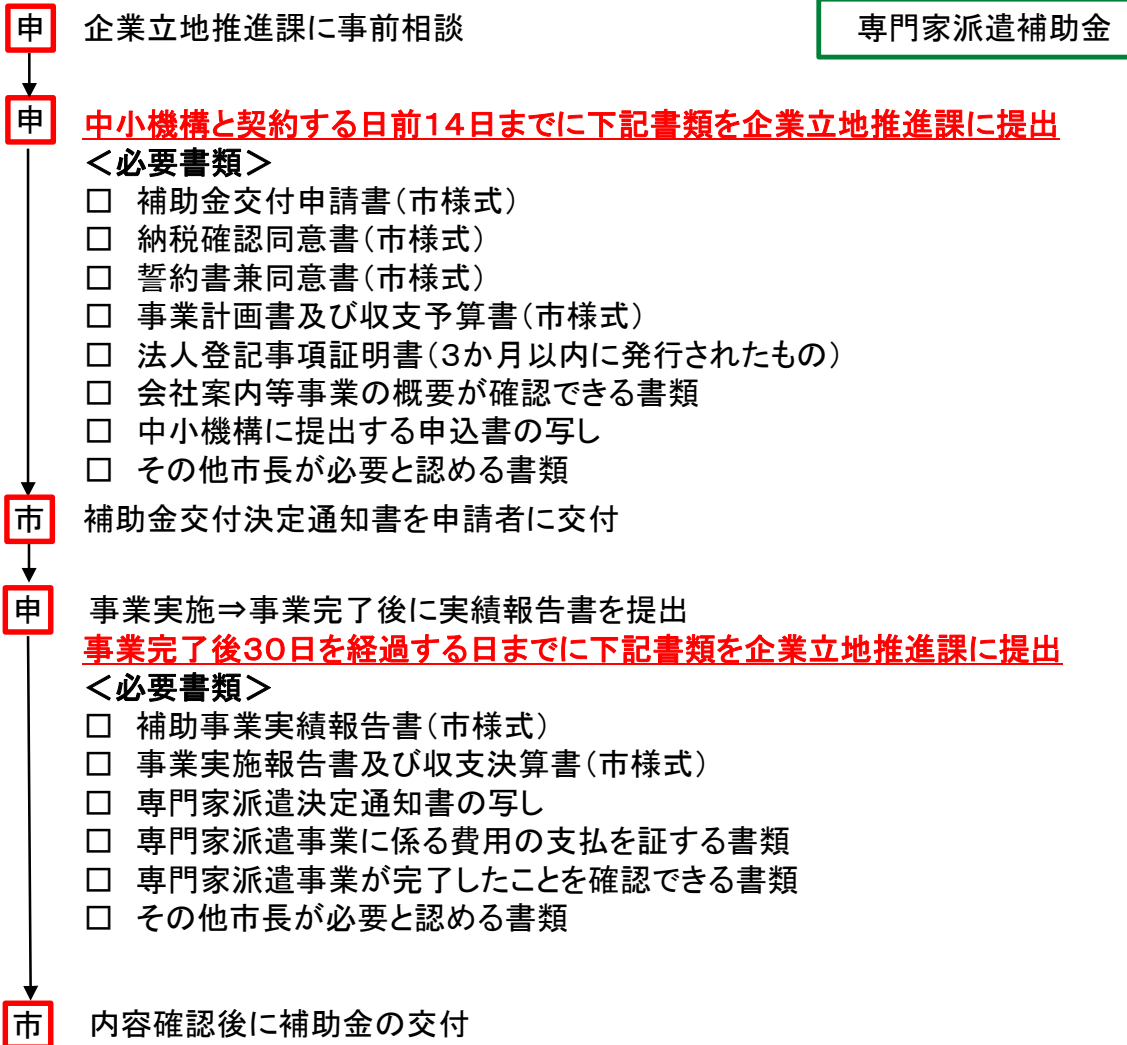 申 企業立地推進課に事前相談
専門家派遣補助金
申 中小機構と契約する日前14日までに下記書類を企業立地推進課に提出
＜必要書類＞
□ 補助金交付申請書（市様式）
□ 納税確認同意書（市様式）
□ 誓約書兼同意書（市様式）
□ 事業計画書及び収支予算書（市様式）
□ 法人登記事項証明書（3か月以内に発行されたもの）
□ 会社案内等事業の概要が確認できる書類
□ 中小機構に提出する申込書の写し
□ その他市長が必要と認める書類
市 補助金交付決定通知書を申請者に交付
申 事業実施⇒事業完了後に実績報告書を提出
事業完了後30日を経過する日までに下記書類を企業立地推進課に提出
＜必要書類＞
□ 補助事業実績報告書（市様式）
□ 事業実施報告書及び収支決算書（市様式）
□ 専門家派遣決定通知書の写し
□ 専門家派遣事業に係る費用の支払を証する書類
□ 専門家派遣事業が完了したことを確認できる書類
□ その他市長が必要と認める書類
市 内容確認後に補助金の交付